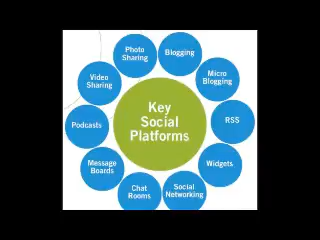 Key
Social
Platforms
Photo
Sharing
Blogging
Micro
Blogging
RSS
Widgets
Social
Networking
Chat
Rooms
Message
Boards
Podcasts
Video
Sharing